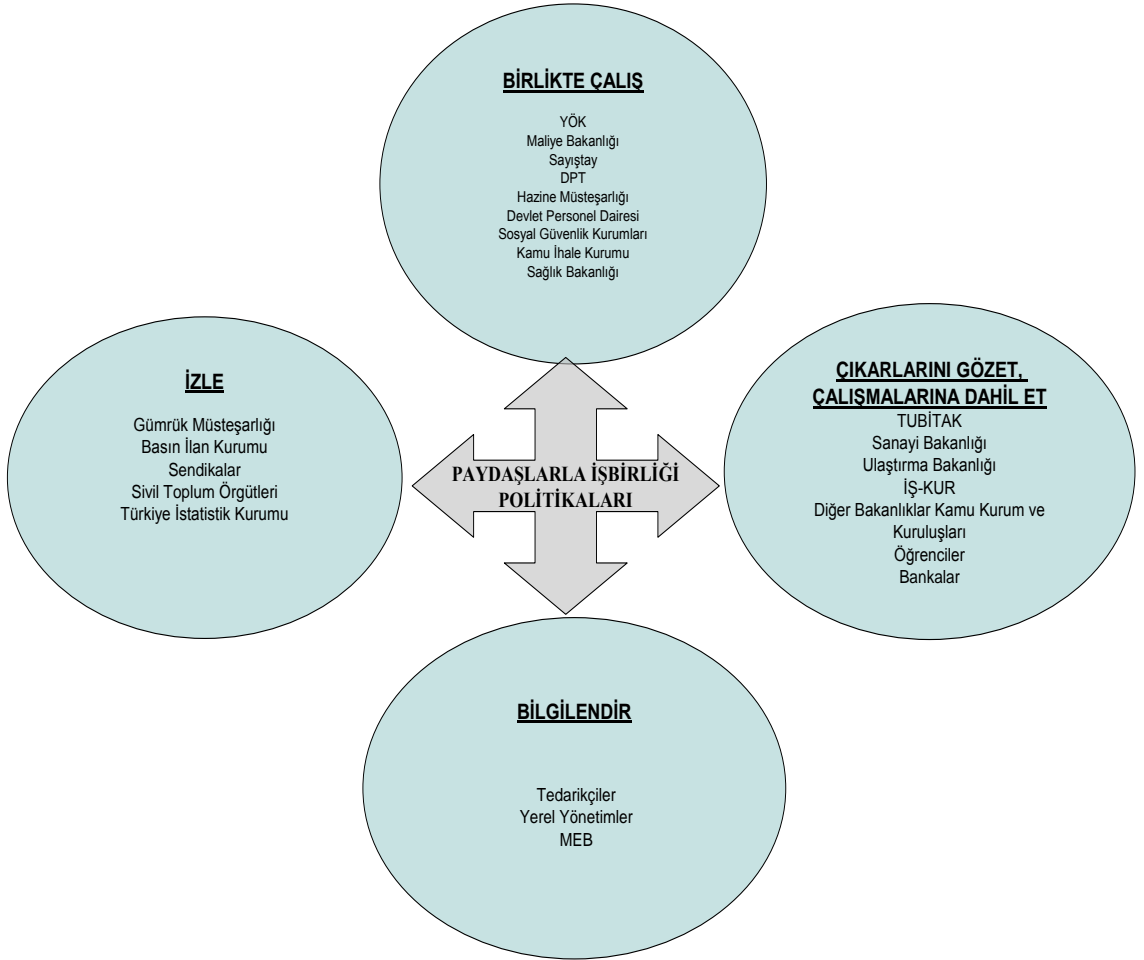 BİRLİKTE ÇALIŞ
YÖK
Maliye Bakanlığı
Sayıştay
DPT
Hazine Müsteşarlığı
Devlet Personel Dairesi
Sosyal Güvenlik Kurumları
Kamu İhale Kurumu
Sağlık Bakanlığı
İZLE
Gümrük Müsteşarlığı
Basın İlan Kurumu
Sendikalar
Sivil Toplum Örgütleri
Türkiye İstatistik Kurumu
PAYDAŞLARLA İŞBİRLİĞİ
POLİTİKALARI
ÇIKARLARINI GÖZET,
ÇALIŞMALARINA DAHİL ET
TUBİTAK
Sanayi Bakanlığı
Ulaştırma Bakanlığı
İŞ-KUR
Diğer Bakanlıklar Kamu Kurum ve
Kuruluşları
Öğrenciler
Bankalar
BİLGİLENDİR
Tedarikçiler
Yerel Yönetimler
MEB